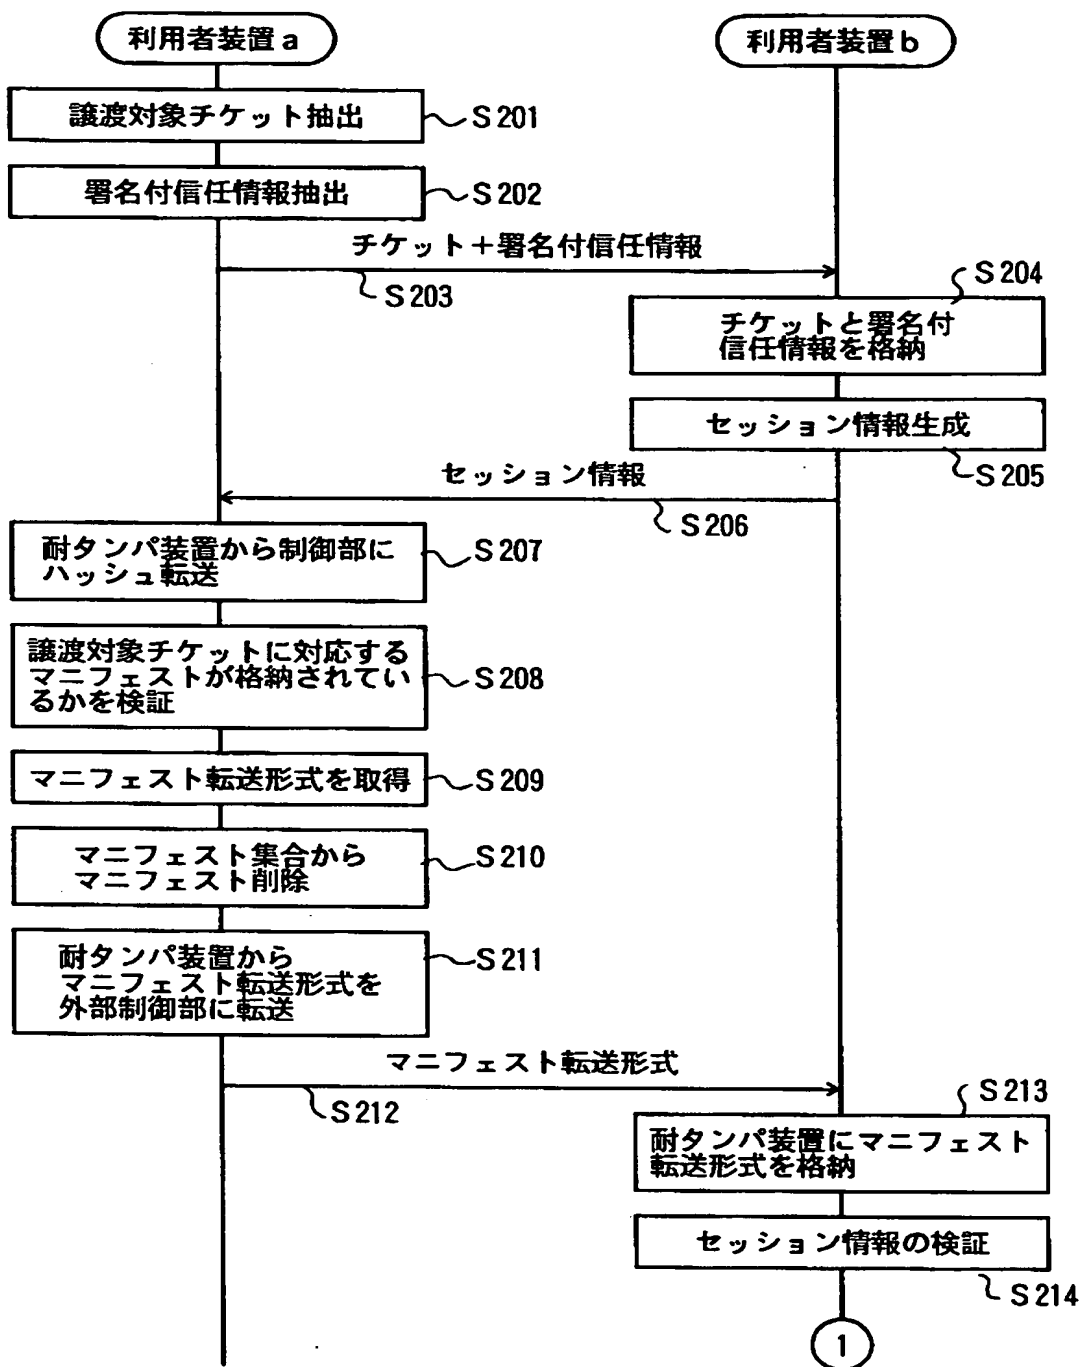 利用者装置a
利用者装置b
譲渡対象チケット抽出
S201
署名付信任情報抽出
S202
チケット＋署名付信任情報
S203
S204
チケットと署名付
信任情報を格納
セッション情報生成
S205
セッション情報
S206
耐タンパ装置から制御部に
ハッシュ転送
S207
譲渡対象チケットに対応する
マニフェストが格納されてい
るかを検証
S208
マニフェスト転送形式を取得
S209
マニフェスト集合から
マニフェスト削除
S210
耐タンパ装置から
マニフェスト転送形式を
外部制御部に転送
S211
マニフェスト転送形式
S212
S213
耐タンパ装置にマニフェスト
転送形式を格納
セッション情報の検証
S214
1